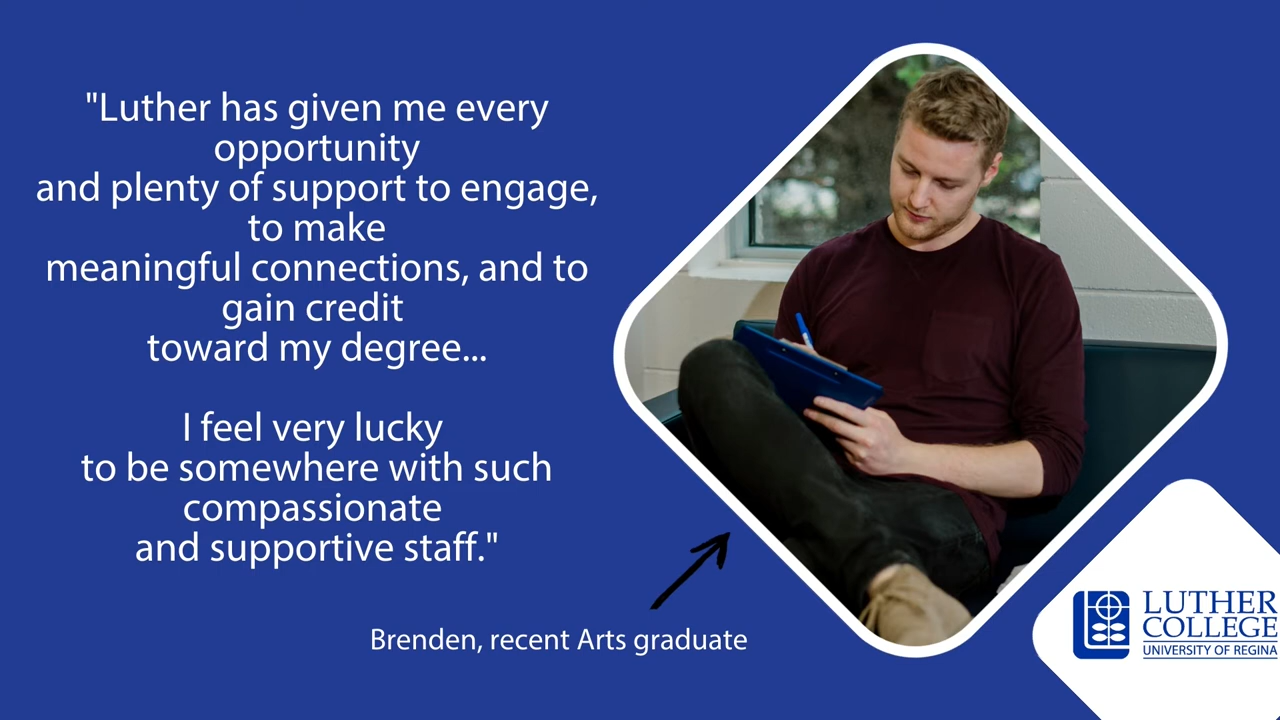 "Luther has given me every
opportunity
and plenty of support to engage,
to make
meaningful connections, and to
gain credit
toward my degree...
I feel very lucky
to be somewhere with such
compassionate
and supportive staff."
Brenden, recent Arts graduate
LUTHER
COLLEGE
UNIVERSITY OF REGINA